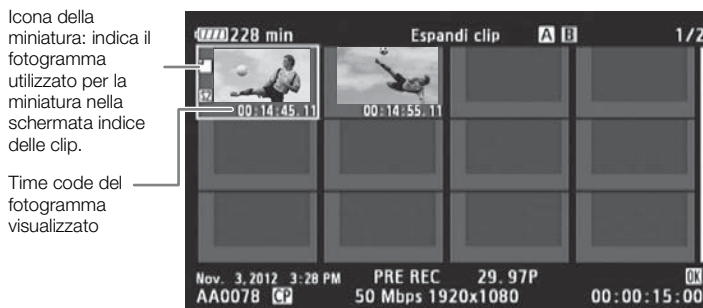 Icona della
miniatura: indica il
fotogramma
utilizzato per la
miniatura nella
schermata indice
delle clip.
Time code del
fotogramma
visualizzato
228 min Espandi clip A B 1/2
00:14:45.11 00:14:55.11
Nov. 3,2012 3:28 PM PRE REC 29.97P OK
AA0078 CP 50 Mbps 1920x1080 00:00:15:00